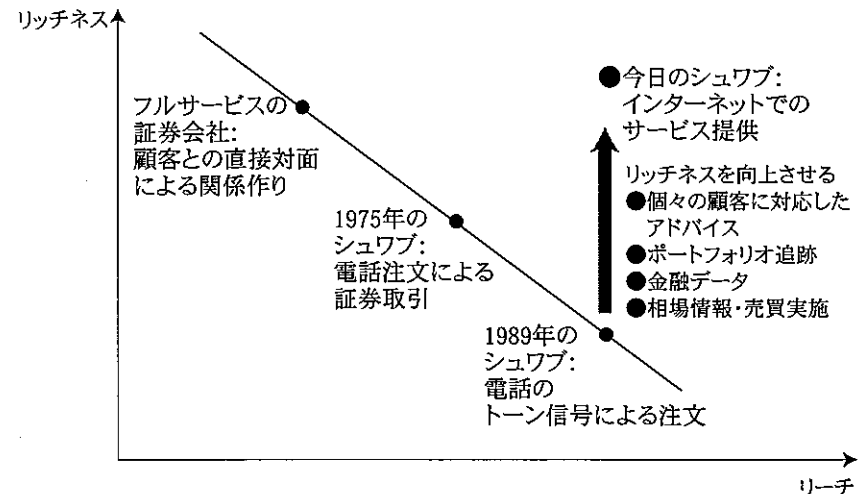 リッチネス
フルサービスの
証券会社:
顧客との直接対面
による関係作り
1975年の
シュワブ:
電話注文による
証券取引
1989年の
シュワブ:
電話の
トーン信号による注文
●今日のシュワブ:
インターネットでの
サービス提供
リッチネスを向上させる
●個々の顧客に対応した
アドバイス
●ポートフォリオ追跡
●金融データ
●相場情報・売買実施
リーチ